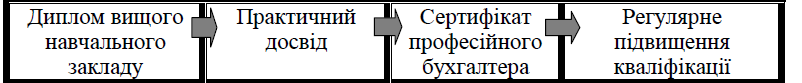 Диплом вищого
навчального
закладу
Практичний
досвід
Сертифікат
професійного
бухгалтера
Регулярне
підвищення
кваліфікації